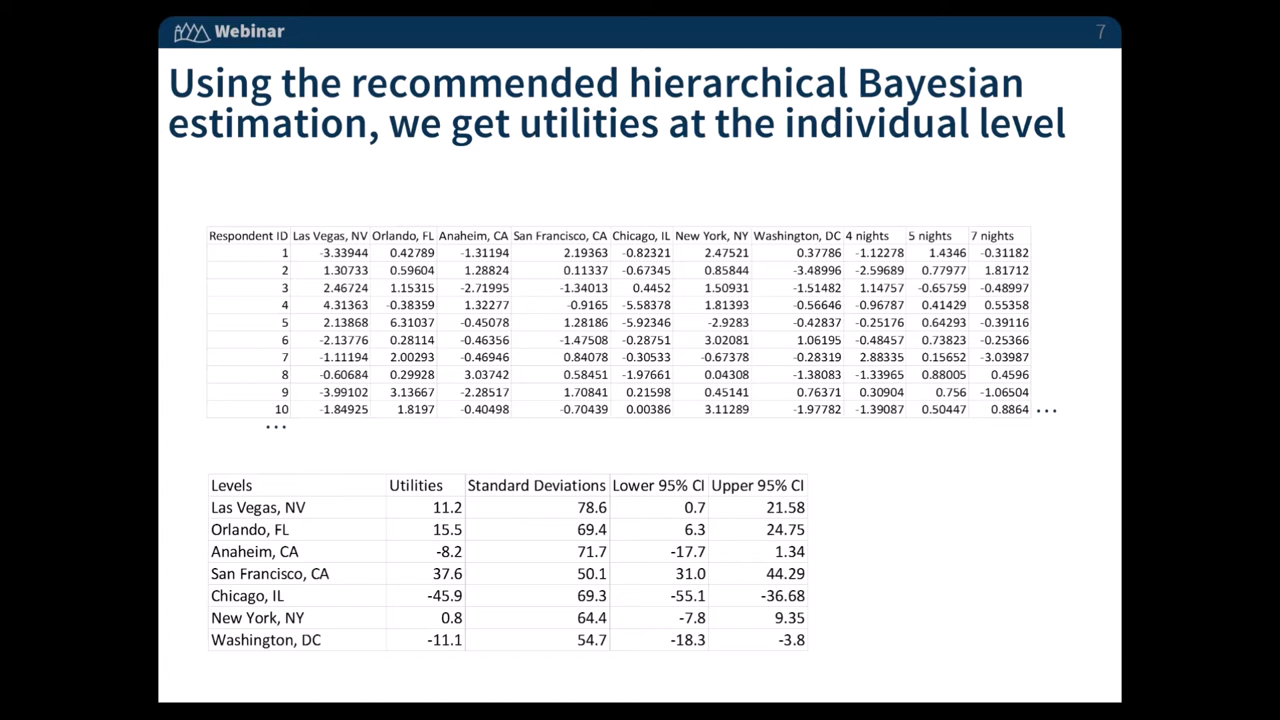 Webinar
7
Using the recommended hierarchical Bayesian
estimation, we get utilities at the individual level
Respondent ID Las Vegas, NV Orlando, FL Anaheim, CA San Francisco, CA Chicago, IL New York, NY Washington, DC 4 nights 5 nights 7 nights
1 -3.33944 0.42789 -1.31194 2.19363 -0.82321 2.47521 0.37786 -1.12278 1.4346 -0.31182
2 1.30733 0.59604 1.28824 0.11337 -0.67345 0.85844 -3.48996 -2.59689 0.77977 1.81712
3 2.46724 1.15315 -2.71995 -1.34013 0.4452 1.50931 -1.51482 1.14757 -0.65759 -0.48997
4 4.31363 -0.38359 1.32277 -0.9165 -5.58378 1.81393 -0.56646 -0.96787 0.41429 0.55358
5 2.13868 6.31037 -0.45078 1.28186 -5.92346 -2.9283 -0.42837 -0.25176 0.64293 -0.39116
6 -2.13776 0.28114 -0.46356 -1.47508 -0.28751 3.02081 1.06195 -0.48457 0.73823 -0.25366
7 -1.11194 2.00293 -0.46946 0.84078 -0.30533 -0.67378 -0.28319 2.88335 0.15652 -3.03987
8 -0.60684 0.29928 3.03742 0.58451 -1.97661 0.04308 -1.38083 -1.33965 0.88005 0.4596
9 -3.99102 3.13667 -2.28517 1.70841 0.21598 0.45141 0.76371 0.30904 0.756 -1.06504
10 -1.84925 1.8197 -0.40498 -0.70439 0.00386 3.11289 -1.97782 -1.39087 0.50447 0.8864 ...
...
Levels Utilities Standard Deviations Lower 95% CI Upper 95% CI
Las Vegas, NV 11.2 78.6 0.7 21.58
Orlando, FL 15.5 69.4 6.3 24.75
Anaheim, CA -8.2 71.7 -17.7 1.34
San Francisco, CA 37.6 50.1 31.0 44.29
Chicago, IL -45.9 69.3 -55.1 -36.68
New York, NY 0.8 64.4 -7.8 9.35
Washington, DC -11.1 54.7 -18.3 -3.8